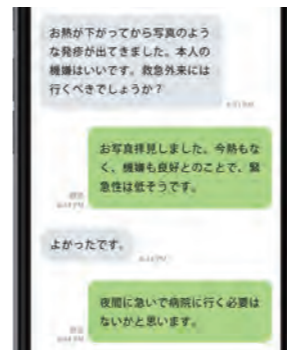 お熱が下がってから写真のよう
な発疹が出てきました。本人の
機嫌はいいです。救急外来には
行くべきでしょうか？
お写真拝見しました。今熱もな
く、機嫌も良好とのことで、緊
急性は低そうです。
既読
よかったです。
夜間に急いで病院に行く必要は
ないかと思います。
既読